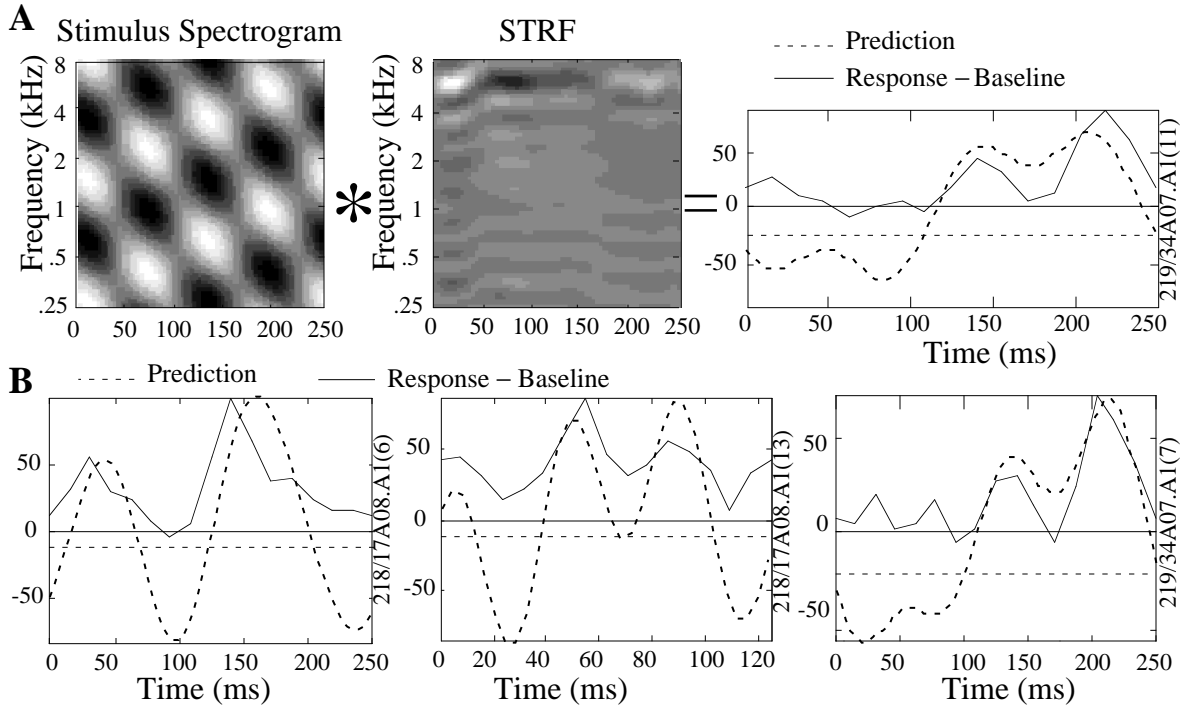 A
Stimulus Spectrogram
STRF
Prediction
Response – Baseline
Frequency (kHz)
8
4
2
1
.5
.25
0 50 100 150 200 250
*
Frequency (kHz)
8
4
2
1
.5
.25
0 50 100 150 200 250
=
50
0
-50
0 50 100 150 200 250
Time (ms)
219/34A07.A1(11)
B
Prediction
Response – Baseline
50
0
-50
0 50 100 150 200 250
Time (ms)
218/17A08.A1(6)
50
0
-50
0 20 40 60 80 100 120
Time (ms)
218/17A08.A1(13)
50
0
-50
0 50 100 150 200 250
Time (ms)
219/34A07.A1(7)